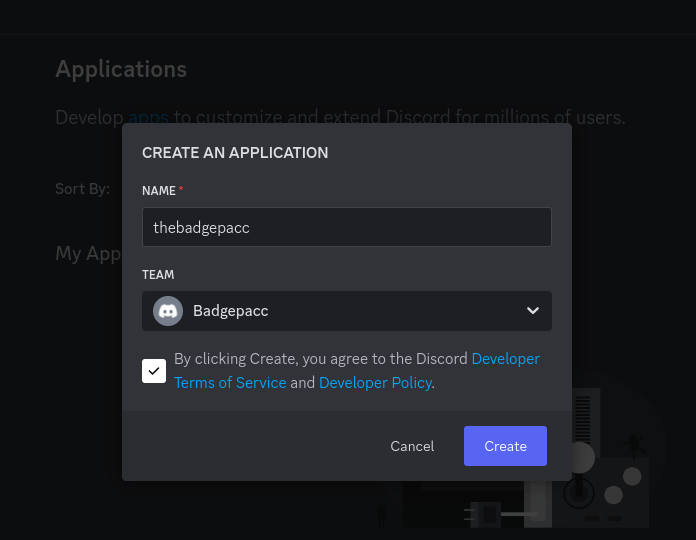 Applications
Develop apps to customize and extend Discord for millions of users.
CREATE AN APPLICATION
Sort By:
NAME *
thebadgepacc
My App
TEAM
Badgepacc
By clicking Create, you agree to the Discord Developer
Terms of Service and Developer Policy.
Cancel
Create